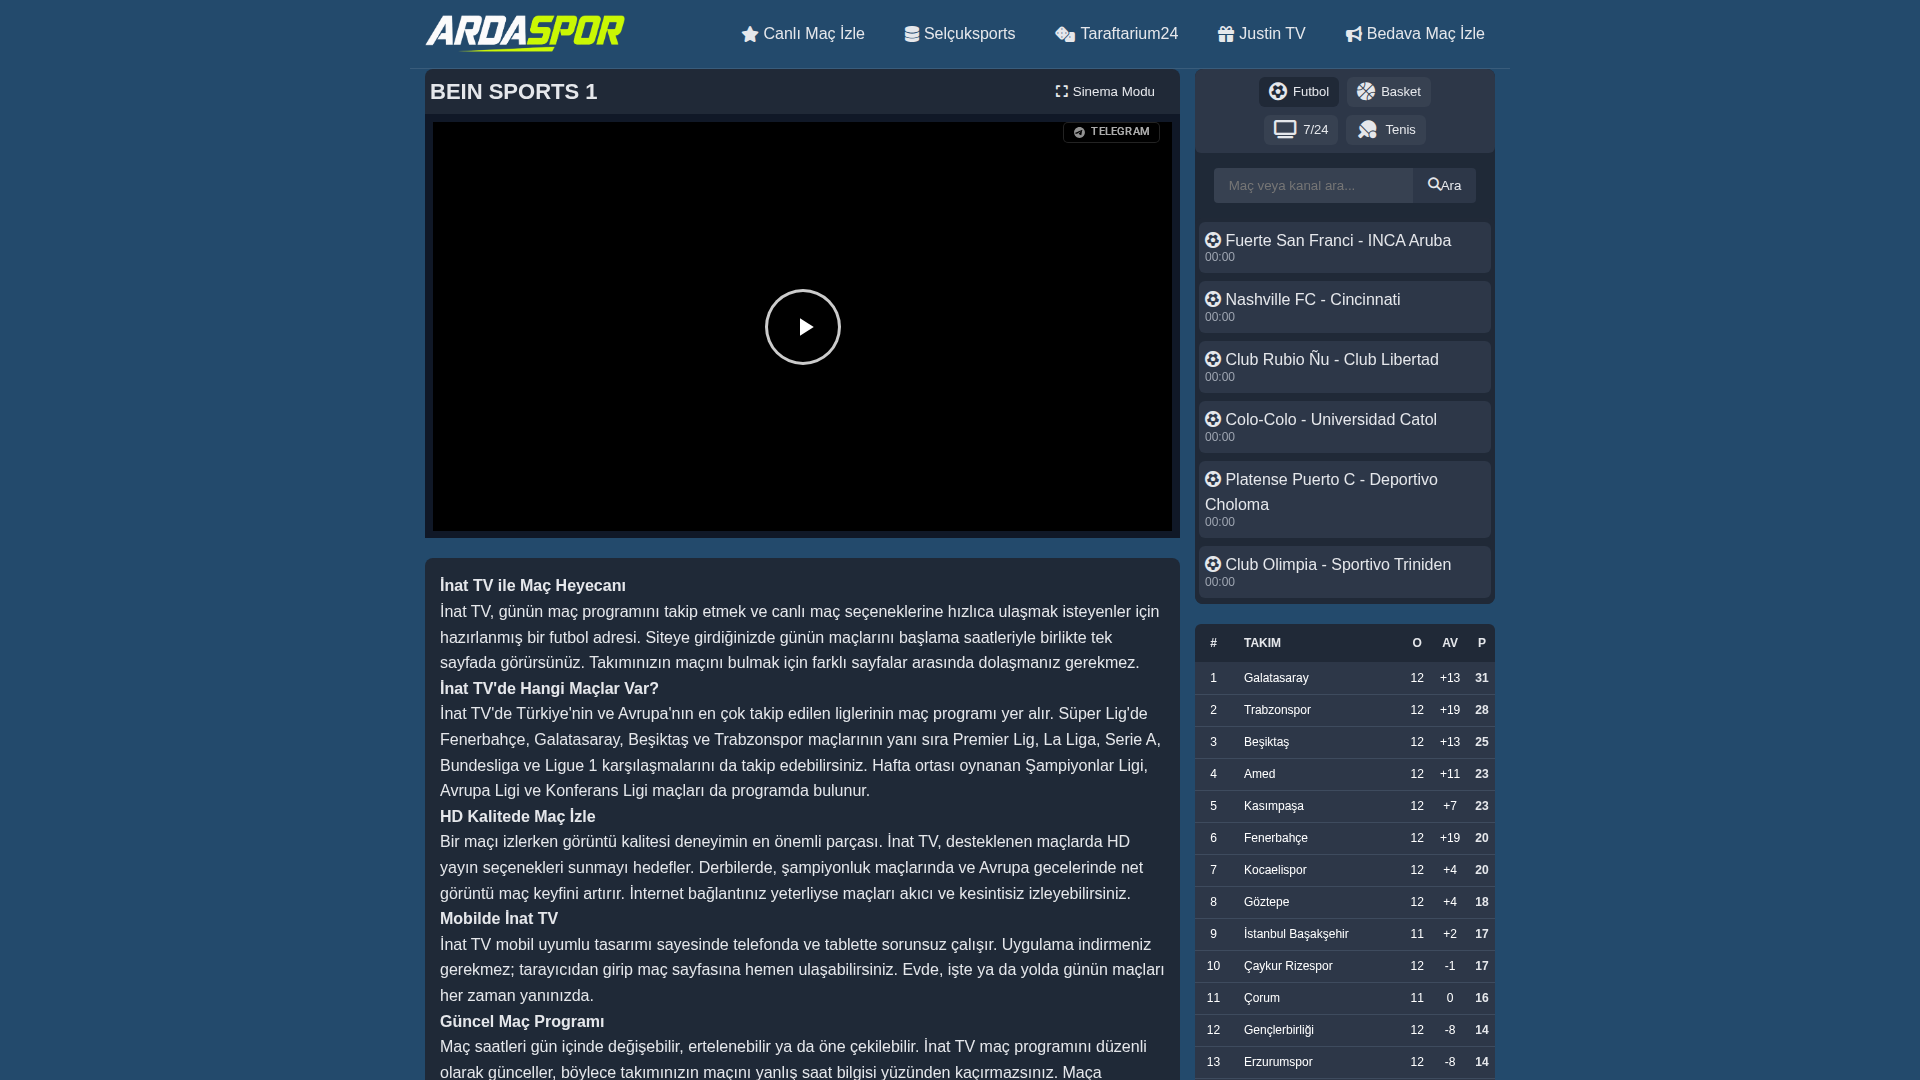 ARDASPOR
Canlı Maç İzle
Selçuksports
Taraftarium24
Justin TV
Bedava Maç İzle
BEIN SPORTS 1
Sinema Modu
TELEGRAM
İnat TV ile Maç Heyecanı
İnat TV, günün maç programını takip etmek ve canlı maç seçeneklerine hızlıca ulaşmak isteyenler için
hazırlanmış bir futbol adresi. Siteye girdiğinizde günün maçlarını başlama saatleriyle birlikte tek
sayfada görürsünüz. Takımınızın maçını bulmak için farklı sayfalar arasında dolaşmanız gerekmez.
İnat TV'de Hangi Maçlar Var?
İnat TV'de Türkiye'nin ve Avrupa'nın en çok takip edilen liglerinin maç programı yer alır. Süper Lig'de
Fenerbahçe, Galatasaray, Beşiktaş ve Trabzonspor maçlarının yanı sıra Premier Lig, La Liga, Serie A,
Bundesliga ve Ligue 1 karşılaşmalarını da takip edebilirsiniz. Hafta ortası oynanan Şampiyonlar Ligi,
Avrupa Ligi ve Konferans Ligi maçları da programda bulunur.
HD Kalitede Maç İzle
Bir maçı izlerken görüntü kalitesi deneyimin en önemli parçası. İnat TV, desteklenen maçlarda HD
yayın seçenekleri sunmayı hedefler. Derbilerde, şampiyonluk maçlarında ve Avrupa gecelerinde net
görüntü maç keyfini artırır. İnternet bağlantınız yeterliyse maçları akıcı ve kesintisiz izleyebilirsiniz.
Mobilde İnat TV
İnat TV mobil uyumlu tasarımı sayesinde telefonda ve tablette sorunsuz çalışır. Uygulama indirmeniz
gerekmez; tarayıcıdan girip maç sayfasına hemen ulaşabilirsiniz. Evde, işte ya da yolda günün maçları
her zaman yanınızda.
Güncel Maç Programı
Maç saatleri gün içinde değişebilir, ertelenebilir ya da öne çekilebilir. İnat TV maç programını düzenli
olarak günceller, böylece takımınızın maçını yanlış saat bilgisi yüzünden kaçırmazsınız. Maça
Futbol
Basket
7/24
Tenis
Maç veya kanal ara...
Ara
Fuerte San Franci - INCA Aruba
00:00
Nashville FC - Cincinnati
00:00
Club Rubio Ñu - Club Libertad
00:00
Colo-Colo - Universidad Catol
00:00
Platense Puerto C - Deportivo
Choloma
00:00
Club Olimpia - Sportivo Triniden
00:00
# TAKIM O AV P
1 Galatasaray 12 +13 31
2 Trabzonspor 12 +19 28
3 Beşiktaş 12 +13 25
4 Amed 12 +11 23
5 Kasımpaşa 12 +7 23
6 Fenerbahçe 12 +19 20
7 Kocaelispor 12 +4 20
8 Göztepe 12 +4 18
9 İstanbul Başakşehir 11 +2 17
10 Çaykur Rizespor 12 -1 17
11 Çorum 11 0 16
12 Gençlerbirliği 12 -8 14
13 Erzurumspor 12 -8 14